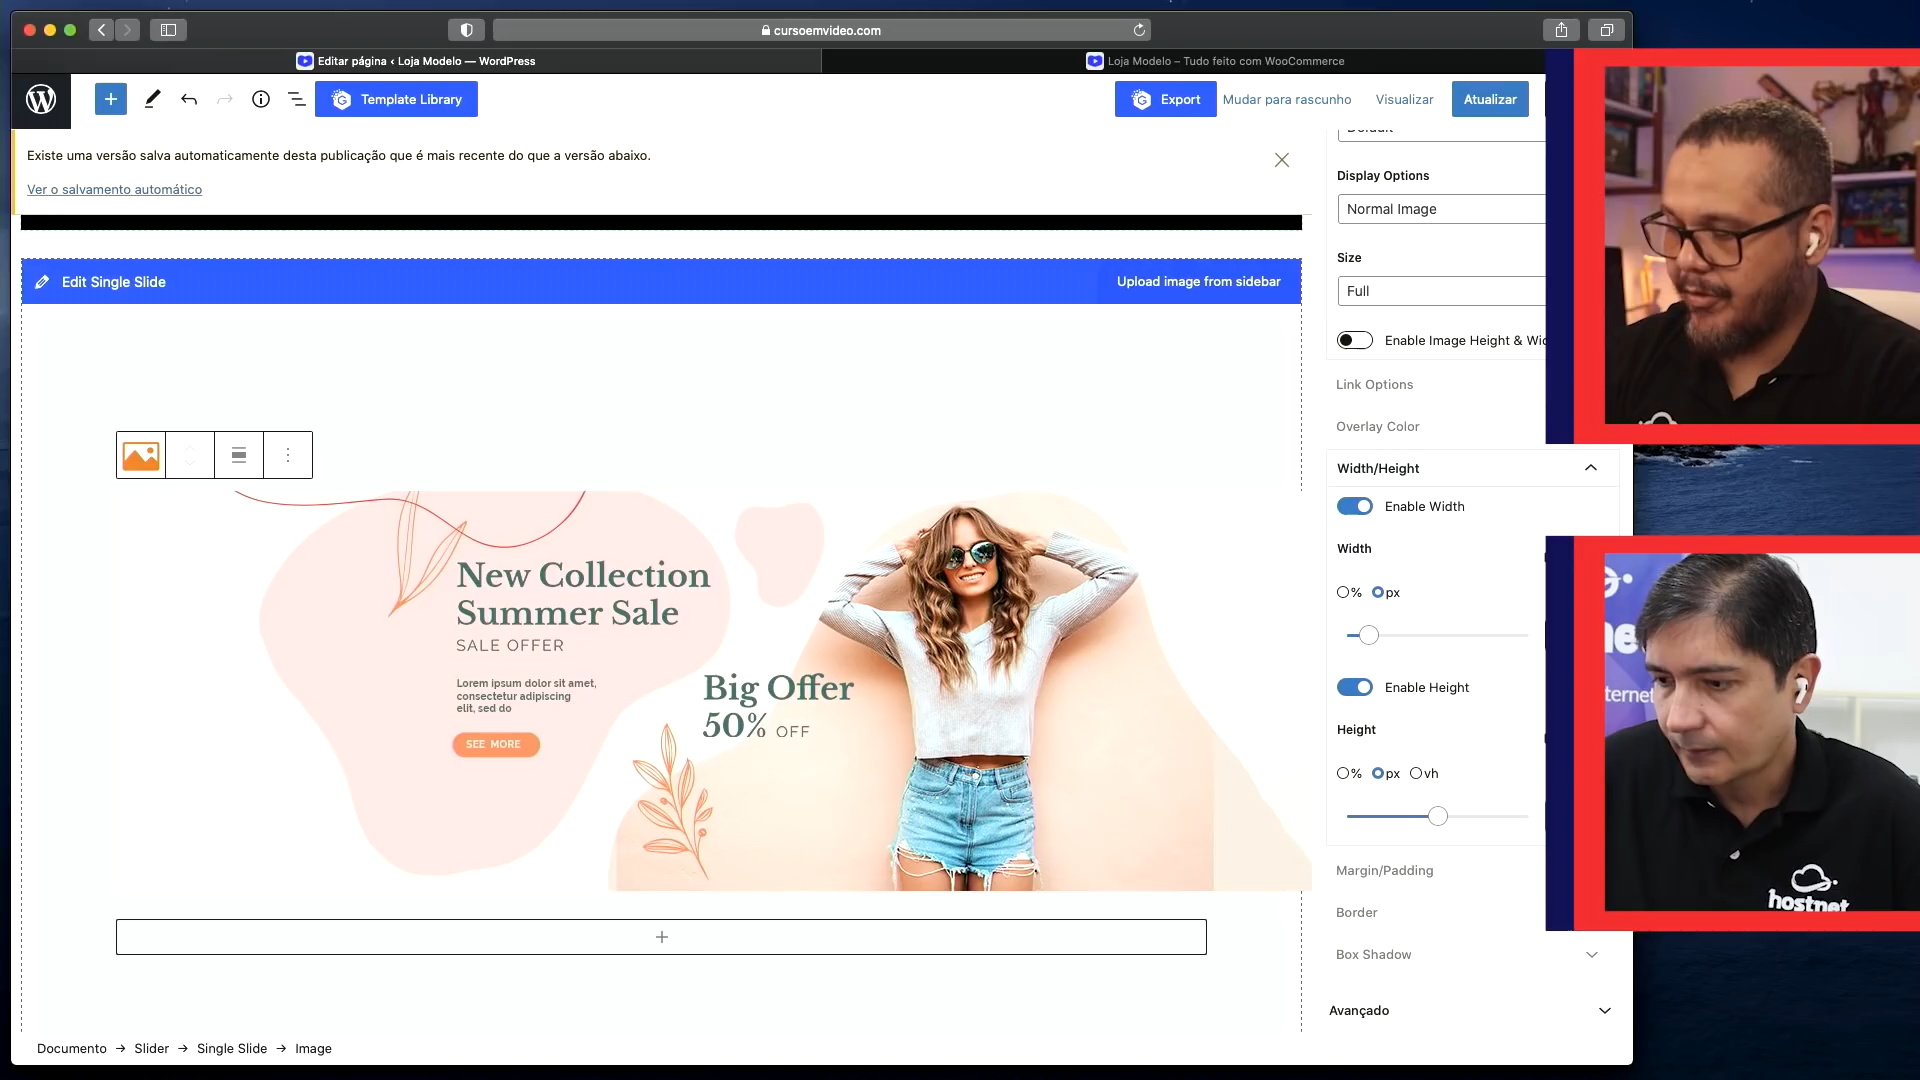 cursoemvideo.com
Editar página ‹ Loja Modelo — WordPress
Loja Modelo – Tudo feito com WooCommerce
Template Library
Export
Mudar para rascunho
Visualizar
Atualizar
Existe uma versão salva automaticamente desta publicação que é mais recente do que a versão abaixo.
Ver o salvamento automático
Edit Single Slide
Upload image from sidebar
New Collection
Summer Sale
SALE OFFER
Lorem ipsum dolor sit amet,
consectetur adipiscing
elit, sed do
SEE MORE
Big Offer
50% OFF
Default
Display Options
Normal Image
Size
Full
Enable Image Height &
Link Options
Overlay Color
Width/Height
Enable Width
Width
% px
Enable Height
Height
% px vh
Margin/Padding
Border
Box Shadow
Avançado
Documento → Slider → Single Slide → Image
hostnet